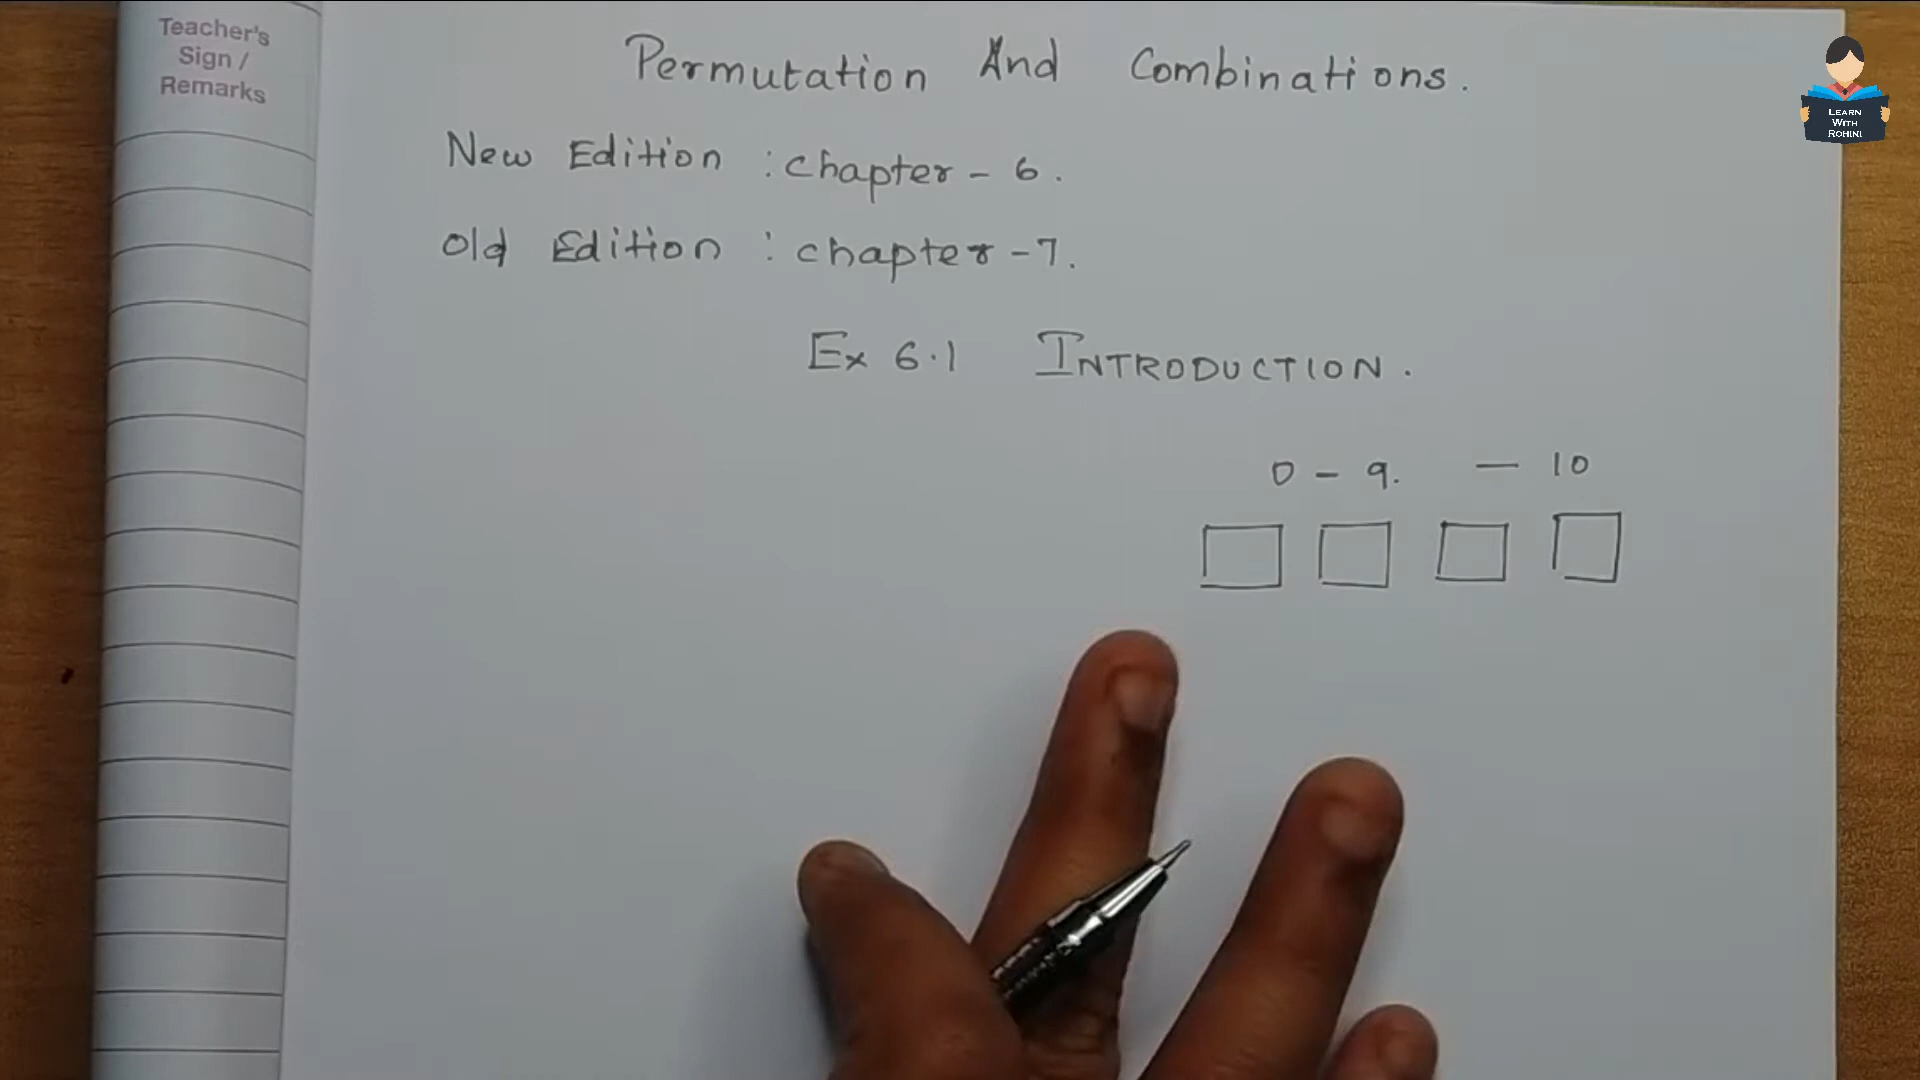 Teacher's
Sign /
Remarks
Permutation And Combinations.
New Edition : chapter - 6.
Old Edition : chapter - 7.
Ex 6.1 INTRODUCTION.
0 - 9. — 10
LEARN
WITH
ROHINI